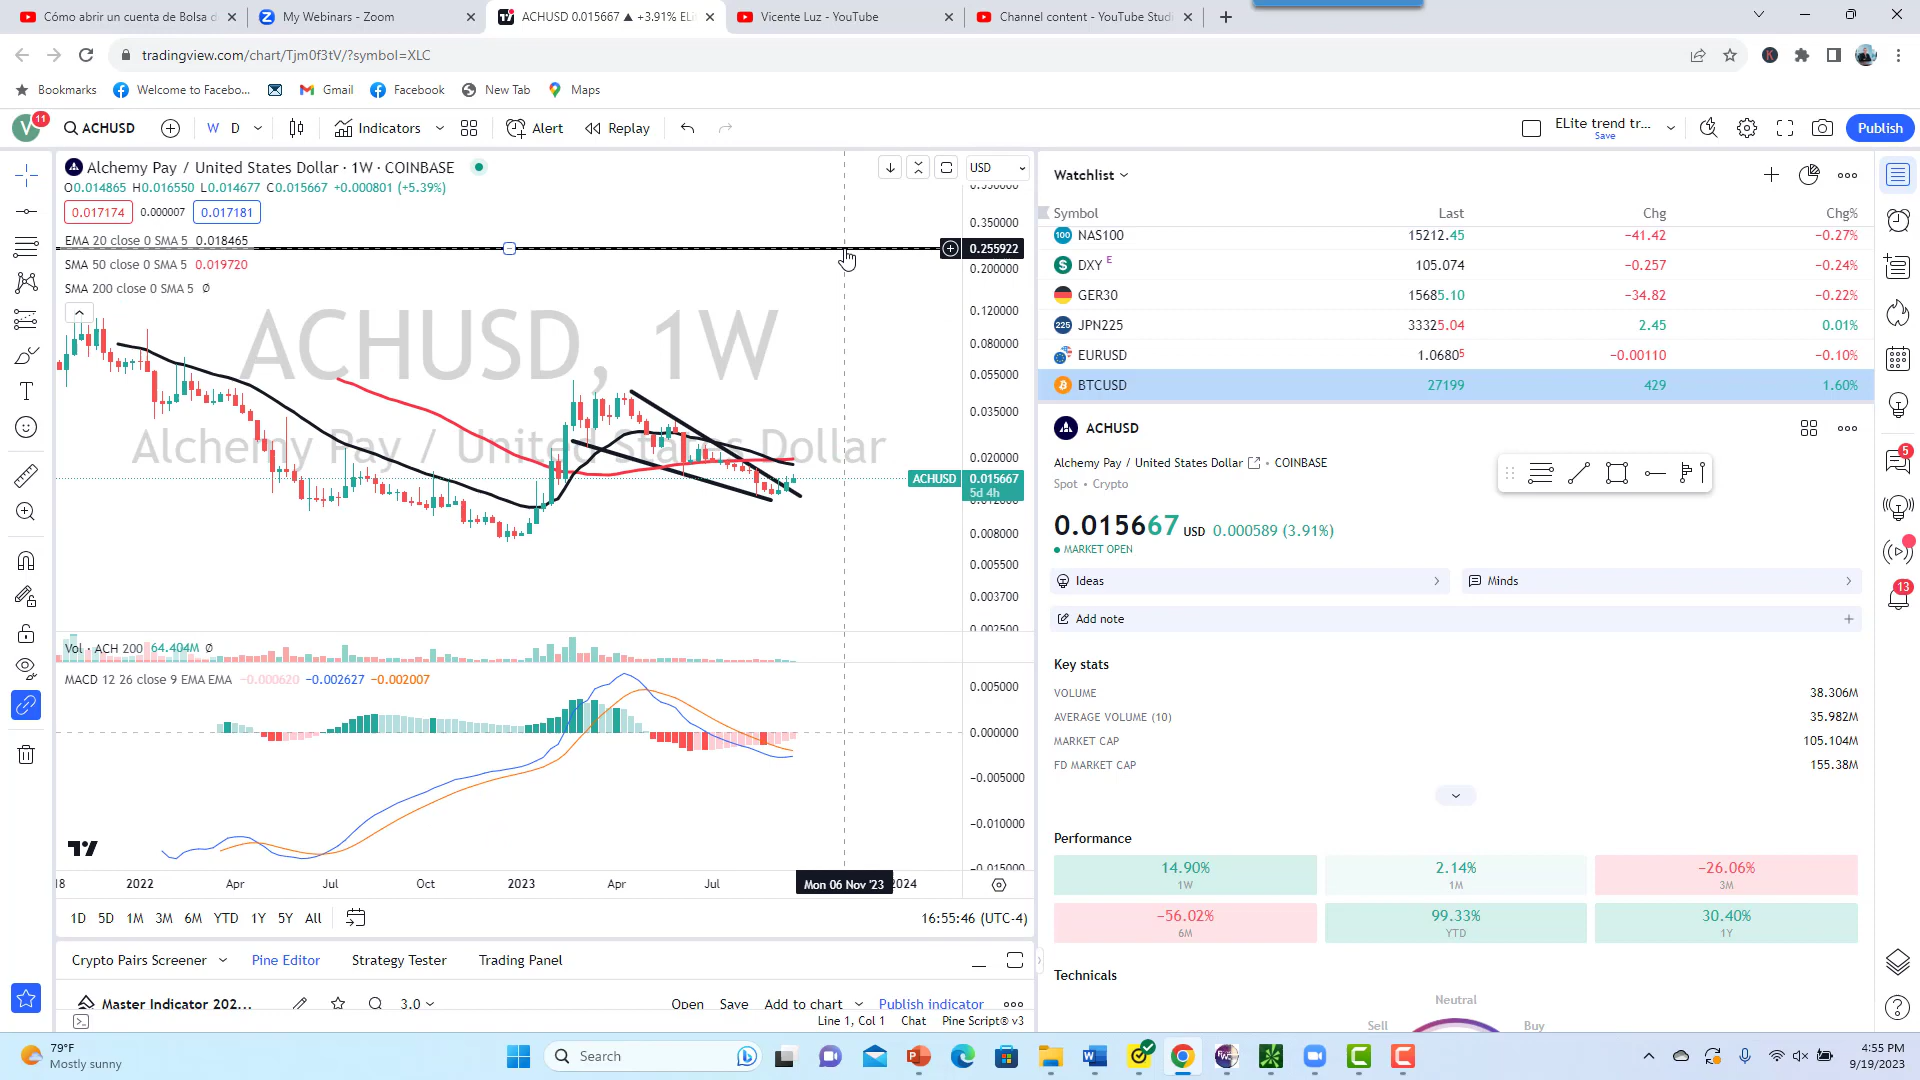 Cómo abrir un cuenta de Bolsa d
My Webinars - Zoom
ACHUSD 0.015667 ▲ +3.91% ELi
Vicente Luz - YouTube
Channel content - YouTube Studi
tradingview.com/chart/Tjm0f3tV/?symbol=XLC
Bookmarks
Welcome to Facebo...
Gmail
Facebook
New Tab
Maps
V
11
ACHUSD
W
D
Indicators
Alert
Replay
ELite trend tr...
Save
Publish
Alchemy Pay / United States Dollar · 1W · COINBASE
O0.014865 H0.016550 L0.014677 C0.015667 +0.000801 (+5.39%)
0.017174
0.000007
0.017181
EMA 20 close 0 SMA 5 0.018465
SMA 50 close 0 SMA 5 0.019720
SMA 200 close 0 SMA 5 Ø
USD
0.350000
0.255922
0.200000
0.120000
0.080000
0.055000
0.035000
0.020000
ACHUSD
0.015667
5d 4h
0.008000
0.005500
0.003700
ACHUSD, 1W
Alchemy Pay / United States Dollar
Vol · ACH 200 64.404M Ø
MACD 12 26 close 9 EMA EMA −0.000620 −0.002627 −0.002007
0.005000
0.000000
−0.005000
−0.010000
−0.015000
18
2022
Apr
Jul
Oct
2023
Apr
Jul
Mon 06 Nov '23
2024
1D 5D 1M 3M 6M YTD 1Y 5Y All
16:55:46 (UTC-4)
Crypto Pairs Screener
Pine Editor
Strategy Tester
Trading Panel
Master Indicator 202...
3.0
Open
Save
Add to chart
Publish indicator
Line 1, Col 1
Chat
Pine Script® v3
Watchlist
Symbol
Last
Chg
Chg%
100 NAS100 15212.45 −41.42 −0.27%
DXY E 105.074 −0.257 −0.24%
GER30 15685.10 −34.82 −0.22%
225 JPN225 33325.04 2.45 0.01%
EURUSD 1.06805 −0.00110 −0.10%
BTCUSD 27199 429 1.60%
ACHUSD
Alchemy Pay / United States Dollar • COINBASE
Spot • Crypto
0.015667 USD 0.000589 (3.91%)
MARKET OPEN
Ideas
Minds
Add note
Key stats
VOLUME 38.306M
AVERAGE VOLUME (10) 35.982M
MARKET CAP 105.104M
FD MARKET CAP 155.38M
Performance
14.90%
1W
2.14%
1M
−26.06%
3M
−56.02%
6M
99.33%
YTD
30.40%
1Y
Technicals
Neutral
Sell
Buy
5
13
79°F
Mostly sunny
Search
4:55 PM
9/19/2023